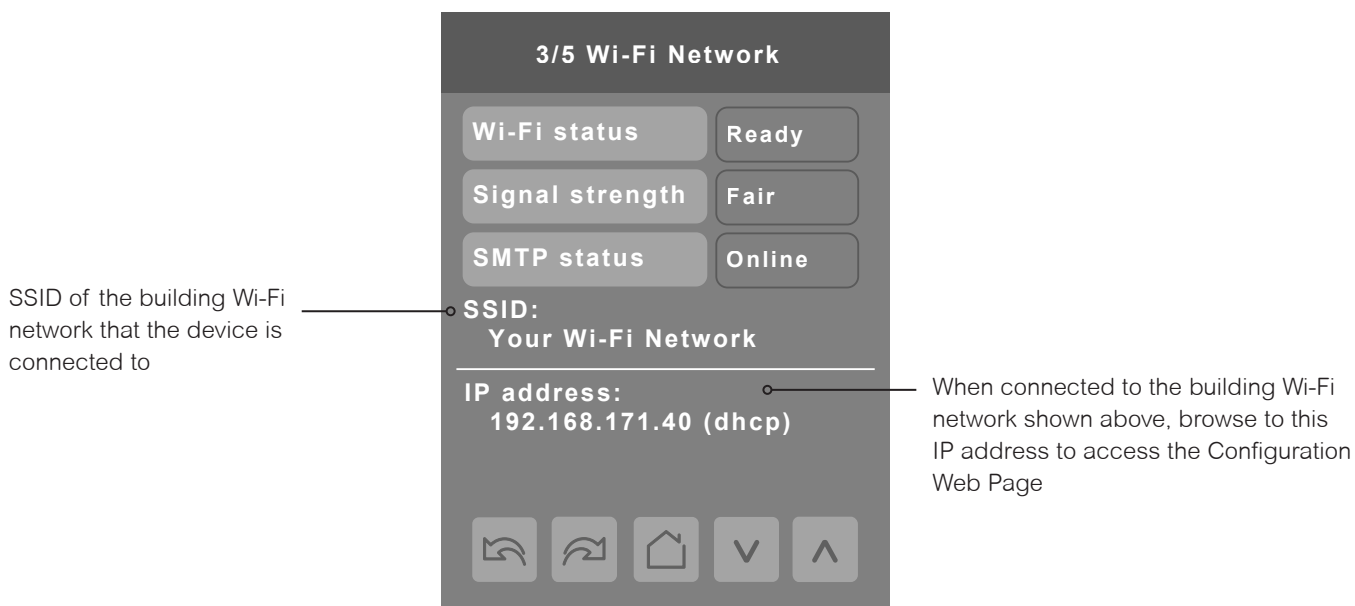 3/5 Wi-Fi Network
Wi-Fi status
Ready
Signal strength
Fair
SMTP status
Online
SSID of the building Wi-Fi
network that the device is
connected to
SSID:
Your Wi-Fi Network
IP address:
192.168.171.40 (dhcp)
When connected to the building Wi-Fi
network shown above, browse to this
IP address to access the Configuration
Web Page